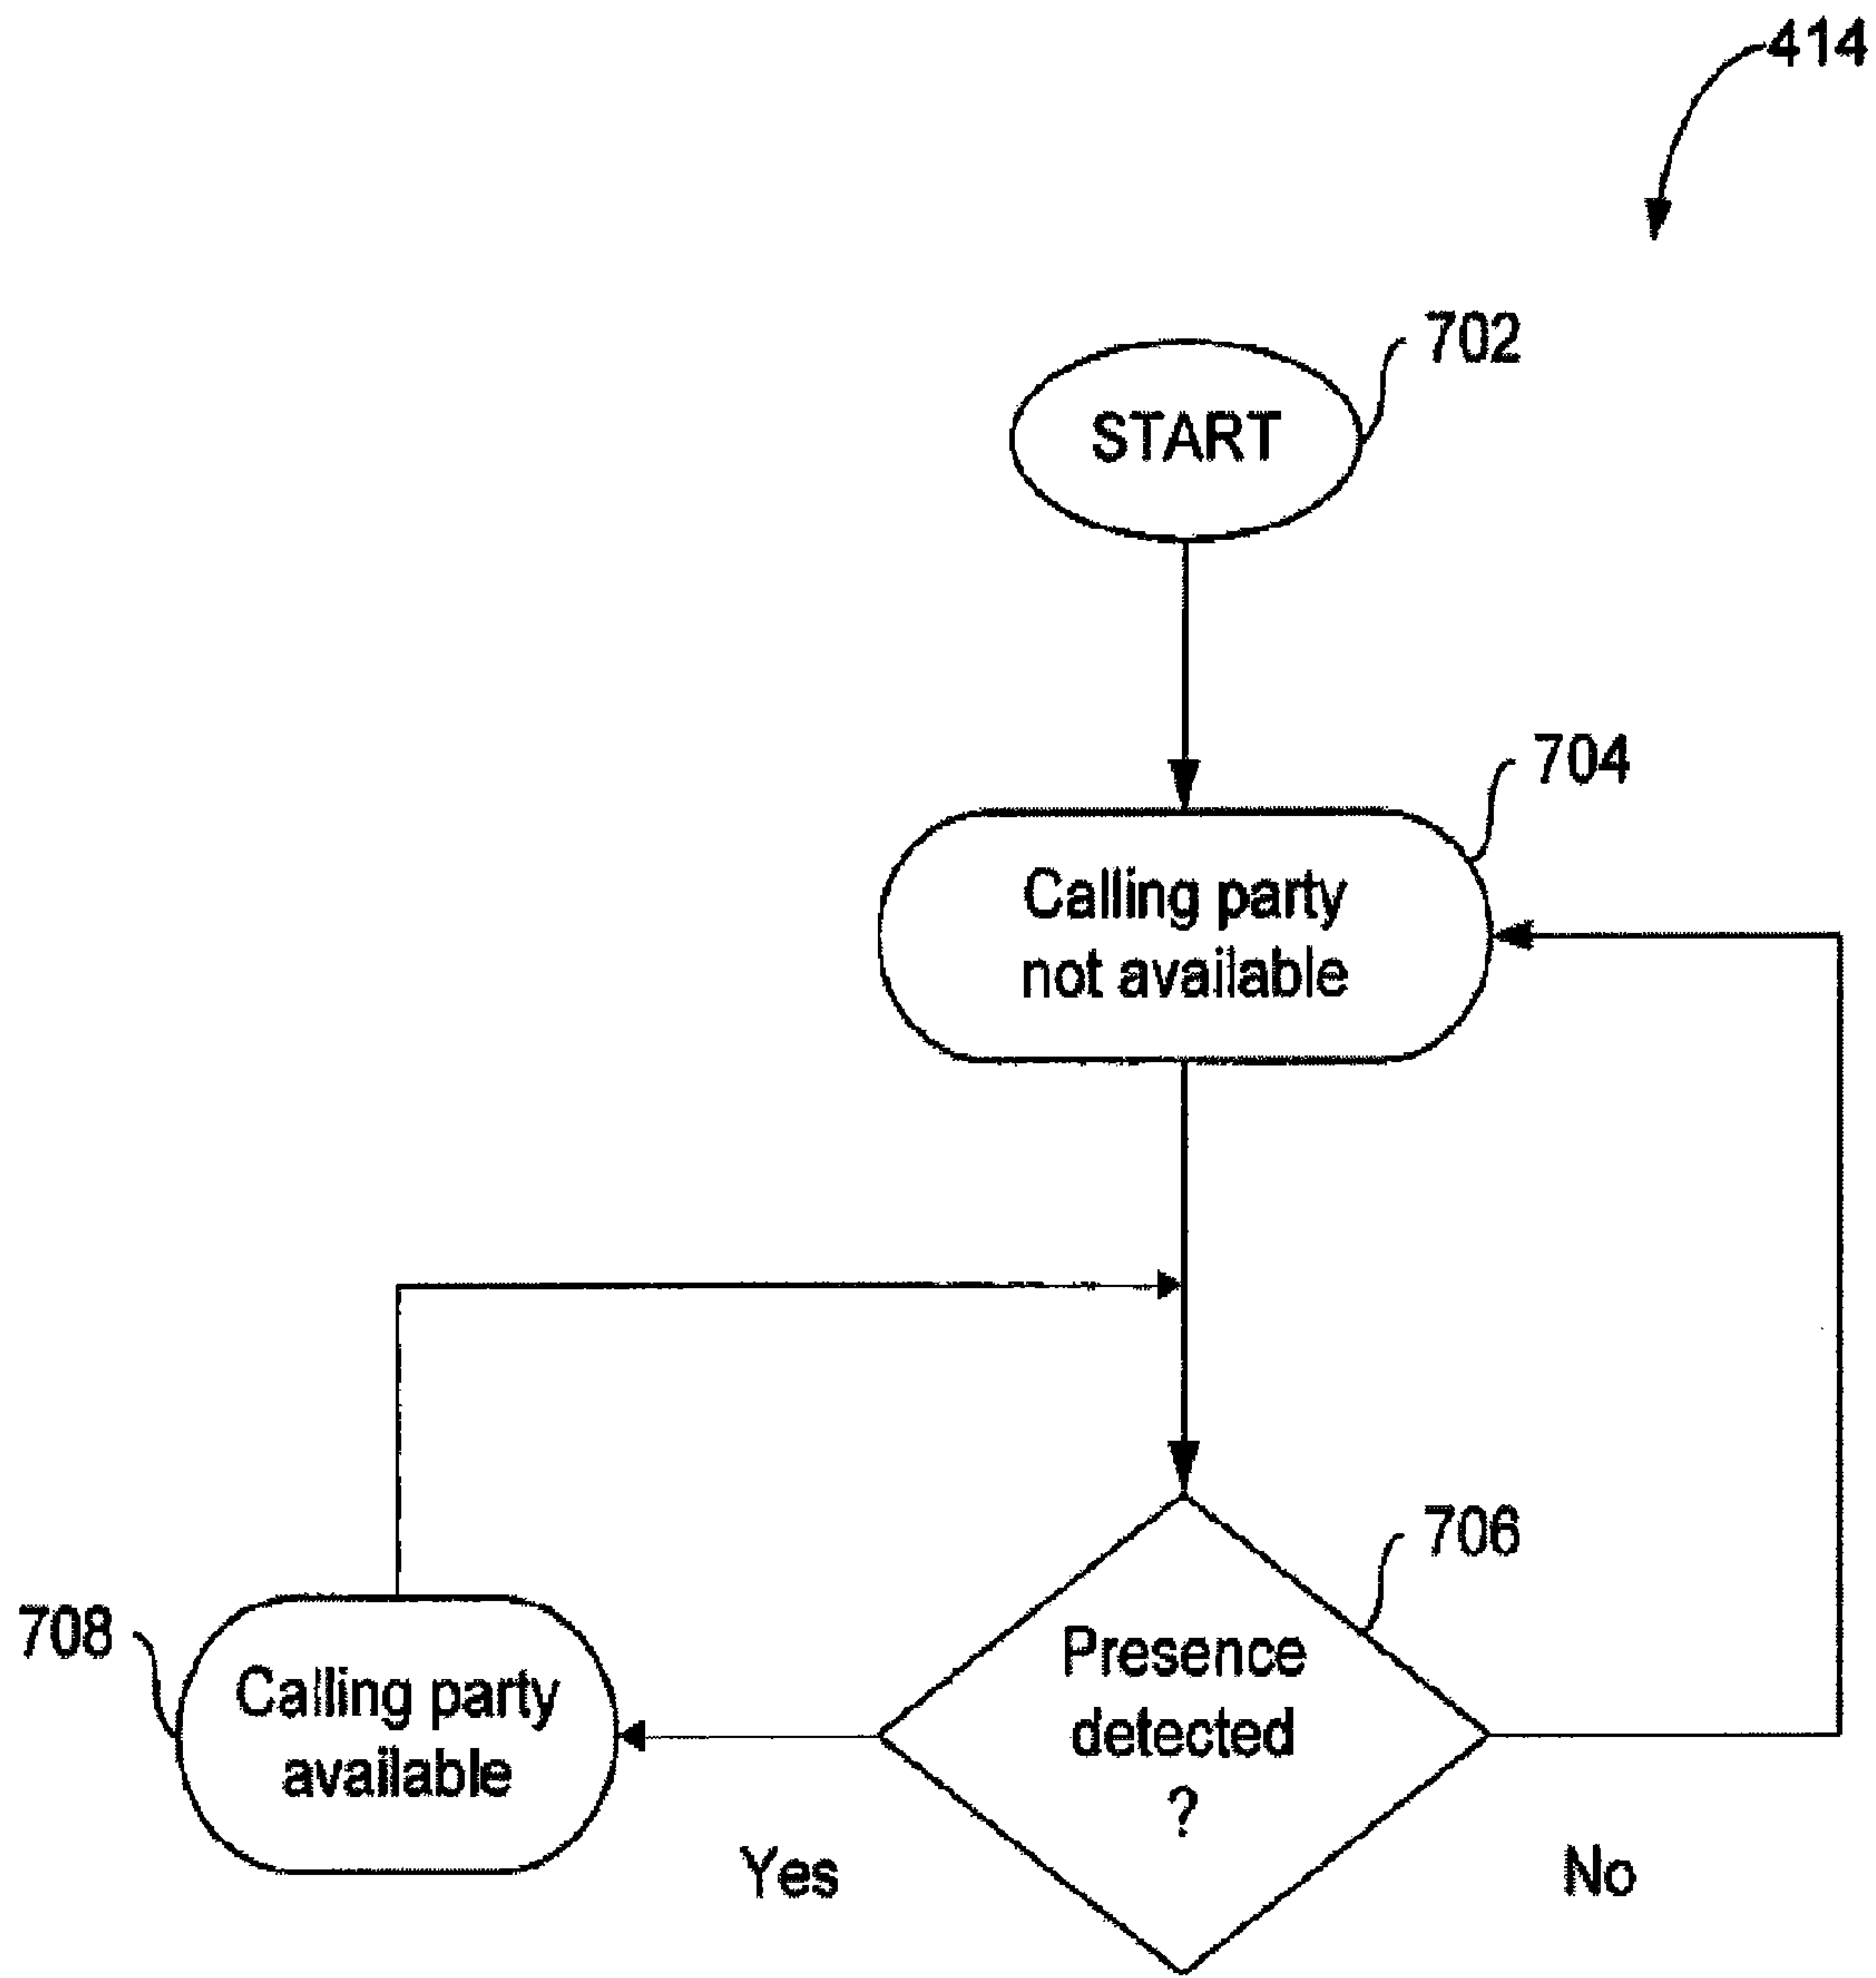 414
702
START
704
Calling party
not available
706
Presence
detected
?
708
Calling party
available
Yes
No